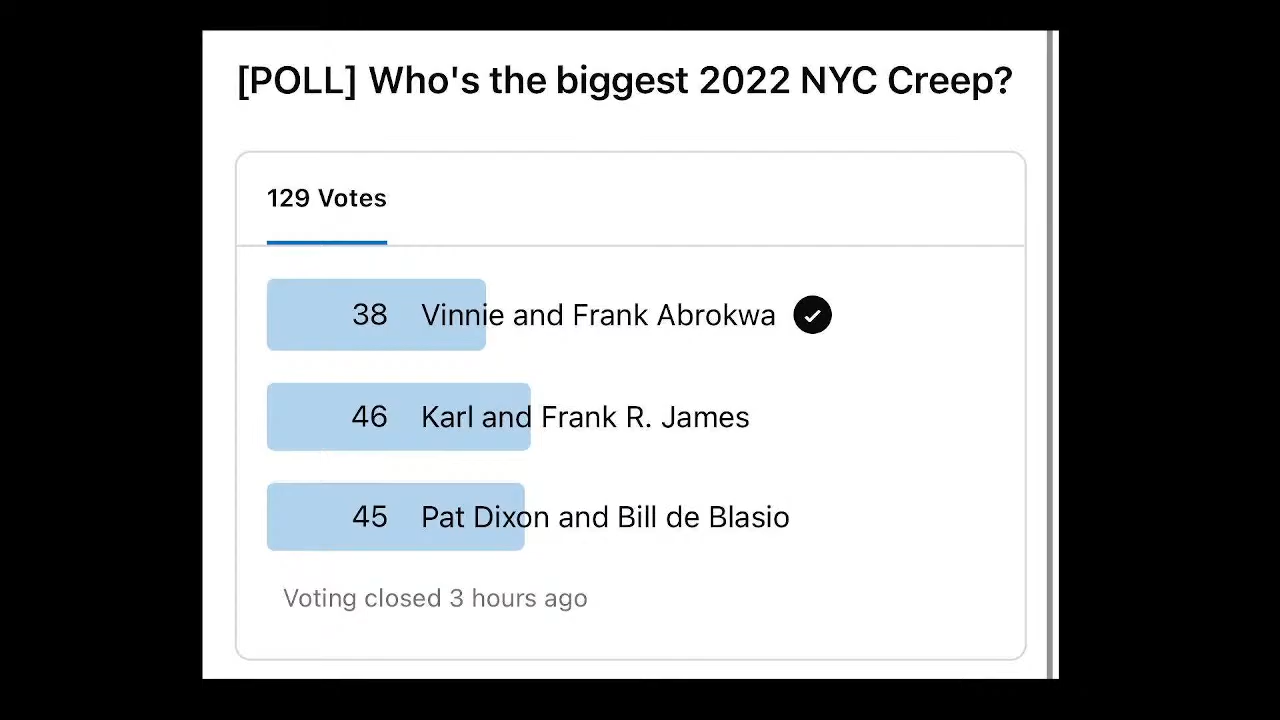 [POLL] Who's the biggest 2022 NYC Creep?
129 Votes
38 Vinnie and Frank Abrokwa
46 Karl and Frank R. James
45 Pat Dixon and Bill de Blasio
Voting closed 3 hours ago